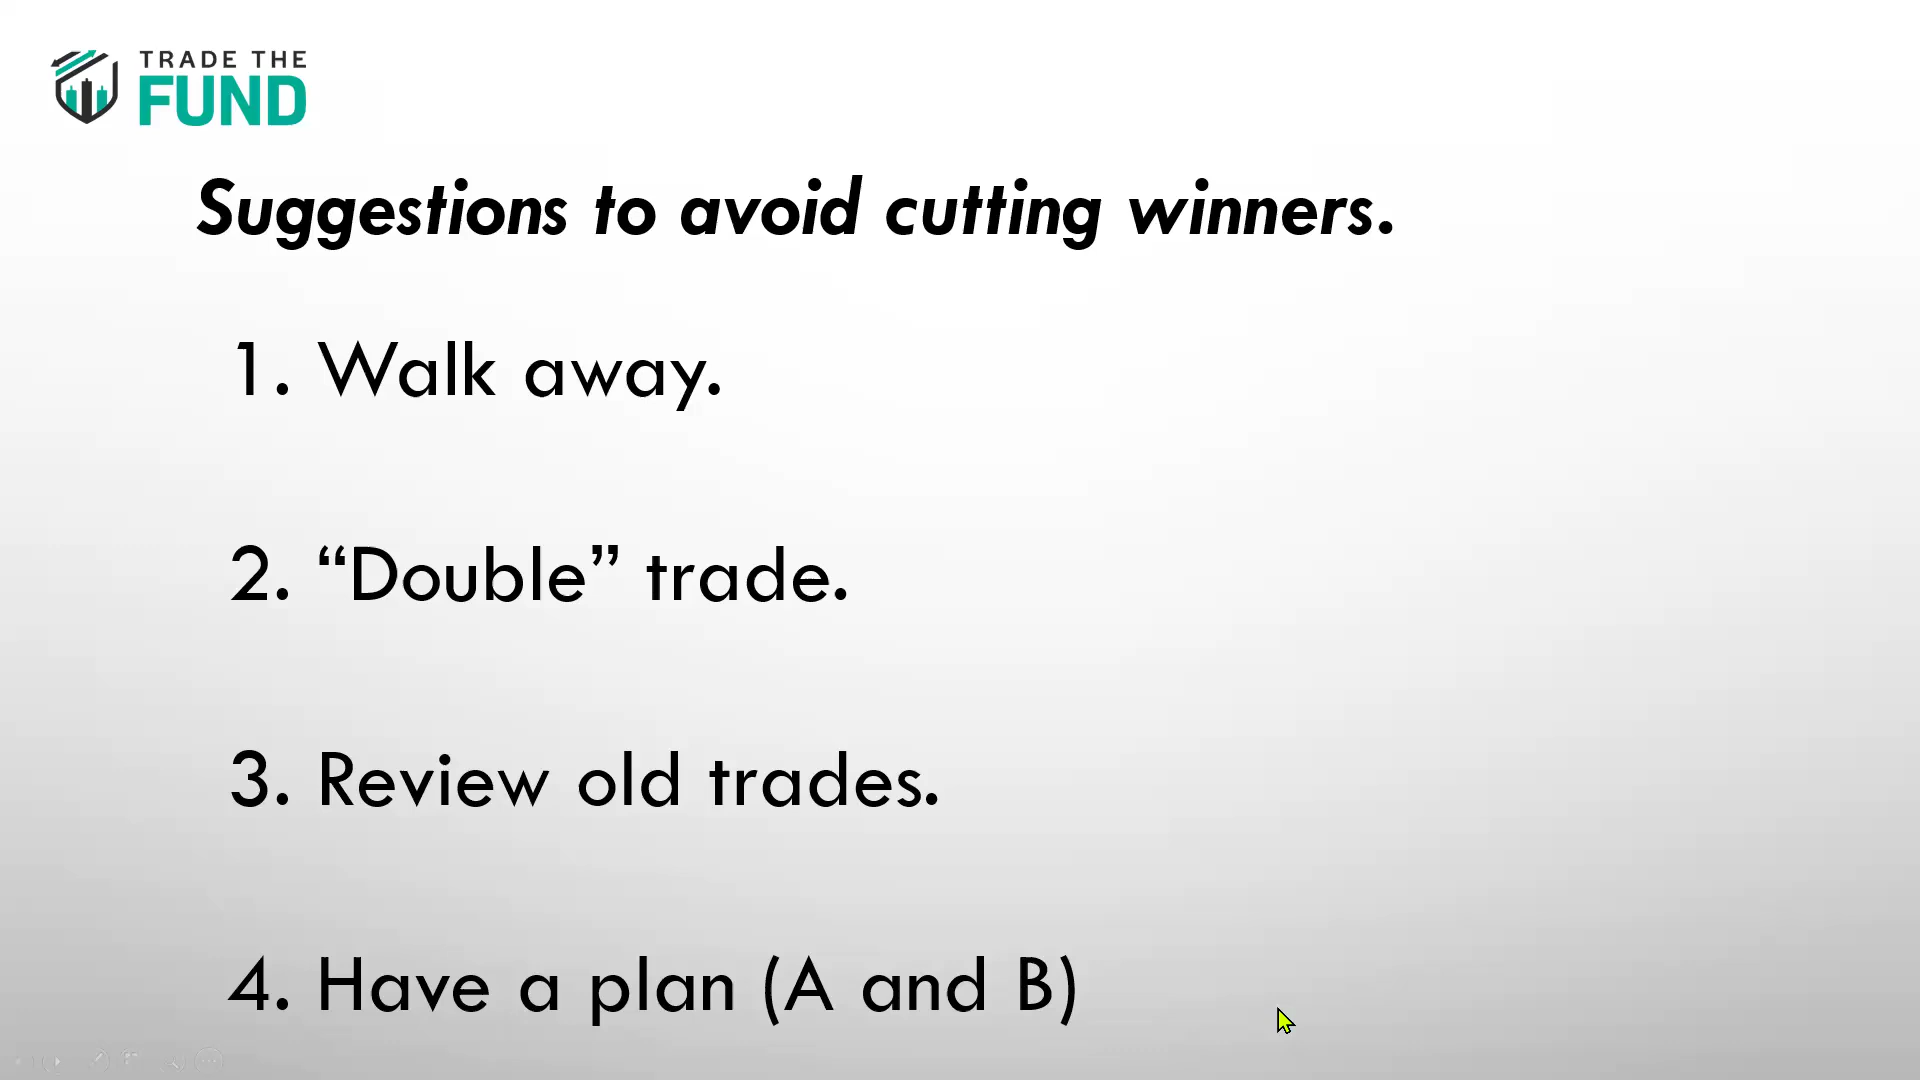 TRADE THE
FUND
Suggestions to avoid cutting winners.
1. Walk away.
2. “Double” trade.
3. Review old trades.
4. Have a plan (A and B)